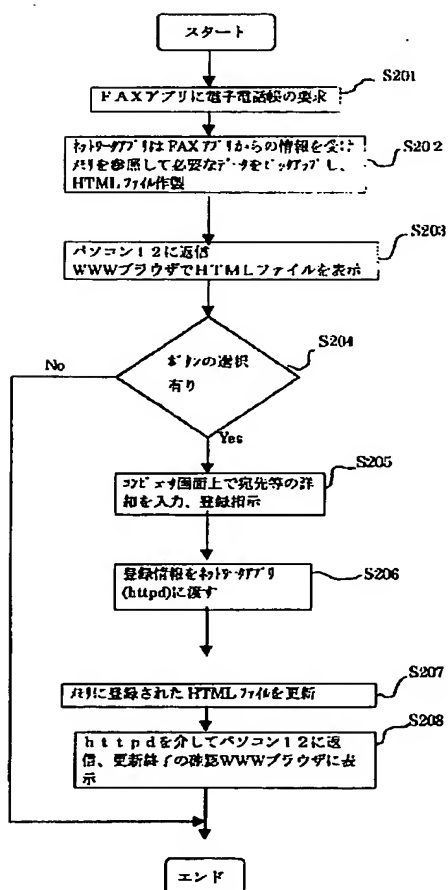 スタート
S201
FAXアプリに電子電話帳の要求
S202
ﾈｯﾄﾜｰｸｱﾌﾟﾘはFAXｱﾌﾟﾘからの情報を受け
ﾒﾓﾘを参照して必要なデータをピックアップし、
HTMLﾌｧｲﾙ作製
S203
パソコン12に返信
WWWブラウザでHTMLファイルを表示
S204
ﾎﾞﾀﾝの選択
有り
No
Yes
S205
ｺﾝﾋﾟｭｰﾀ画面上で宛先等の詳
細を入力、登録指示
S206
登録情報をﾈｯﾄﾜｰｸｱﾌﾟﾘ
(httpd)に渡す
S207
ﾒﾓﾘに登録されたHTMLﾌｧｲﾙを更新
S208
httpdを介してパソコン12に返
信、更新終了の確認WWWブラウザに表
示
エンド